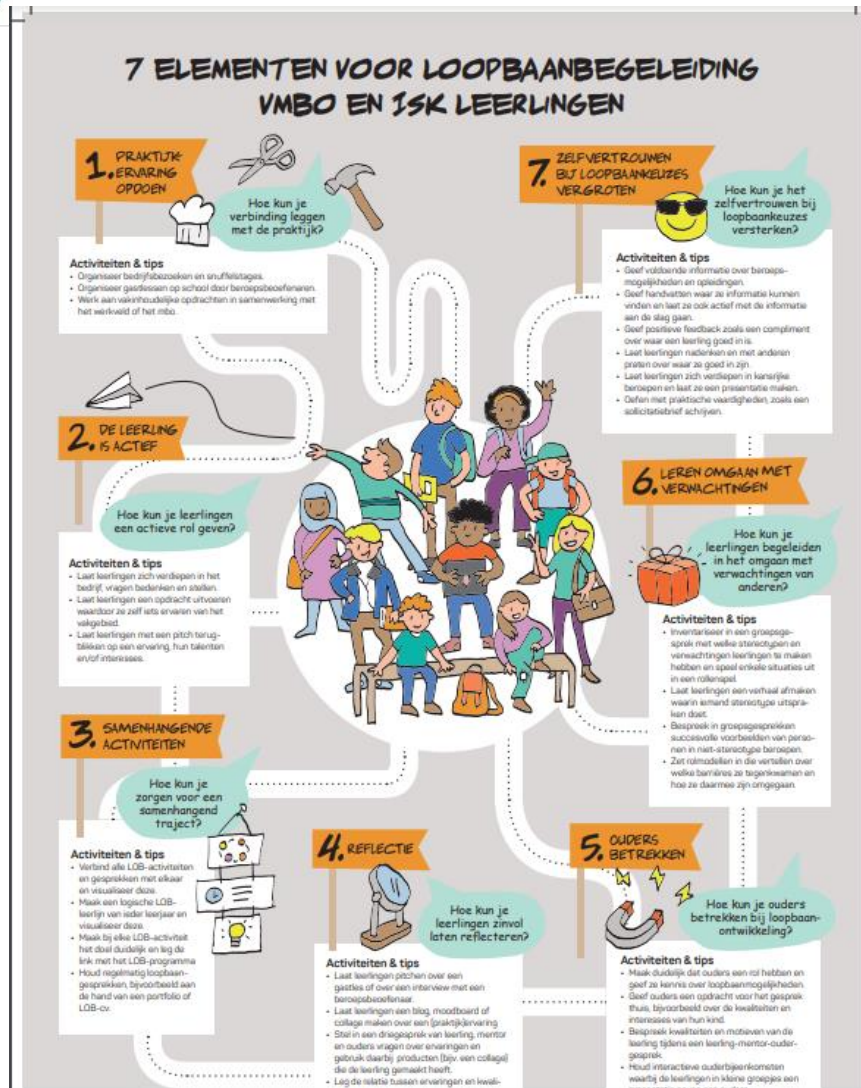 7 ELEMENTEN VOOR LOOPBAANBEGELEIDING
VMBO EN ISK LEERLINGEN
1. PRAKTIJK-
ERVARING
OPDOEN
Hoe kun je
verbinding leggen
met de praktijk?
Activiteiten & tips
• Organiseer bedrijfsbezoeken en snuffelstages.
• Organiseer gastlessen op school door beroepsbeoefenaren.
• Werk aan vakinhoudelijke opdrachten in samenwerking met
het werkveld of het mbo.
2. DE LEERLING
IS ACTIEF
Hoe kun je leerlingen
een actieve rol geven?
Activiteiten & tips
• Laat leerlingen zich verdiepen in het
bedrijf, vragen bedenken en stellen.
• Laat leerlingen een opdracht uitvoeren
waardoor ze zelf iets ervaren van het
vakgebied.
• Laat leerlingen met een pitch terug-
blikken op een ervaring, hun talenten
en/of interesses.
3. SAMENHANGENDE
ACTIVITEITEN
Hoe kun je
zorgen voor een
samenhangend
traject?
Activiteiten & tips
• Verbind alle LOB-activiteiten
en gesprekken met elkaar
en visualiseer deze.
• Maak een logische LOB-
leerlijn van ieder leerjaar en
visualiseer deze.
• Maak bij elke LOB-activiteit
het doel duidelijk en leg de
link met het LOB-programma
• Houd regelmatig loopbaan-
gesprekken, bijvoorbeeld aan
de hand van een portfolio of
LOB-cv.
4. REFLECTIE
Hoe kun je
leerlingen zinvol
laten reflecteren?
Activiteiten & tips
• Laat leerlingen pitchen over een
gastles of over een interview met een
beroepsbeoefenaar.
• Laat leerlingen een blog, moodboard of
collage maken over een (praktijk)ervaring
• Stel in een driegesprek van leerling, mentor
en ouders vragen over ervaringen en
gebruik daarbij producten (bijv. een collage)
die de leerling gemaakt heeft.
• Leg de relatie tussen ervaringen en kwali-
5. OUDERS
BETREKKEN
Hoe kun je ouders
betrekken bij loopbaan-
ontwikkeling?
Activiteiten & tips
• Maak duidelijk dat ouders een rol hebben en
geef ze kennis over loopbaanmogelijkheden.
• Geef ouders een opdracht voor het gesprek
thuis, bijvoorbeeld over de kwaliteiten en
interesses van hun kind.
• Bespreek kwaliteiten en motieven van de
leerling tijdens een leerling-mentor-ouder-
gesprek.
• Houd interactieve ouderbijeenkomsten
waarbij de leerlingen in kleine groepjes een
6. LEREN OMGAAN MET
VERWACHTINGEN
Hoe kun je
leerlingen begeleiden
in het omgaan met
verwachtingen van
anderen?
Activiteiten & tips
• Inventariseer in een groepsge-
sprek met welke stereotypen en
verwachtingen leerlingen te maken
hebben en speel enkele situaties uit
in een rollenspel.
• Laat leerlingen een verhaal afmaken
waarin iemand stereotype uitspra-
ken doet.
• Bespreek in groepsgesprekken
succesvolle voorbeelden van perso-
nen in niet-stereotype beroepen.
• Zet rolmodellen in die vertellen over
welke barrières ze tegenkwamen en
hoe ze daarmee zijn omgegaan.
7. ZELFVERTROUWEN
BIJ LOOPBAANKEUZES
VERGROTEN
Hoe kun je het
zelfvertrouwen bij
loopbaankeuzes
versterken?
Activiteiten & tips
• Geef voldoende informatie over beroeps-
mogelijkheden en opleidingen.
• Geef handvatten waar ze informatie kunnen
vinden en laat ze ook actief met de informatie
aan de slag gaan.
• Geef positieve feedback zoals een compliment
over waar een leerling goed in is.
• Laat leerlingen nadenken en met anderen
praten over waar ze goed in zijn
• Laat leerlingen zich verdiepen in kansrijke
beroepen en laat ze een presentatie maken.
• Oefen met praktische vaardigheden, zoals een
sollicitatiebrief schrijven.